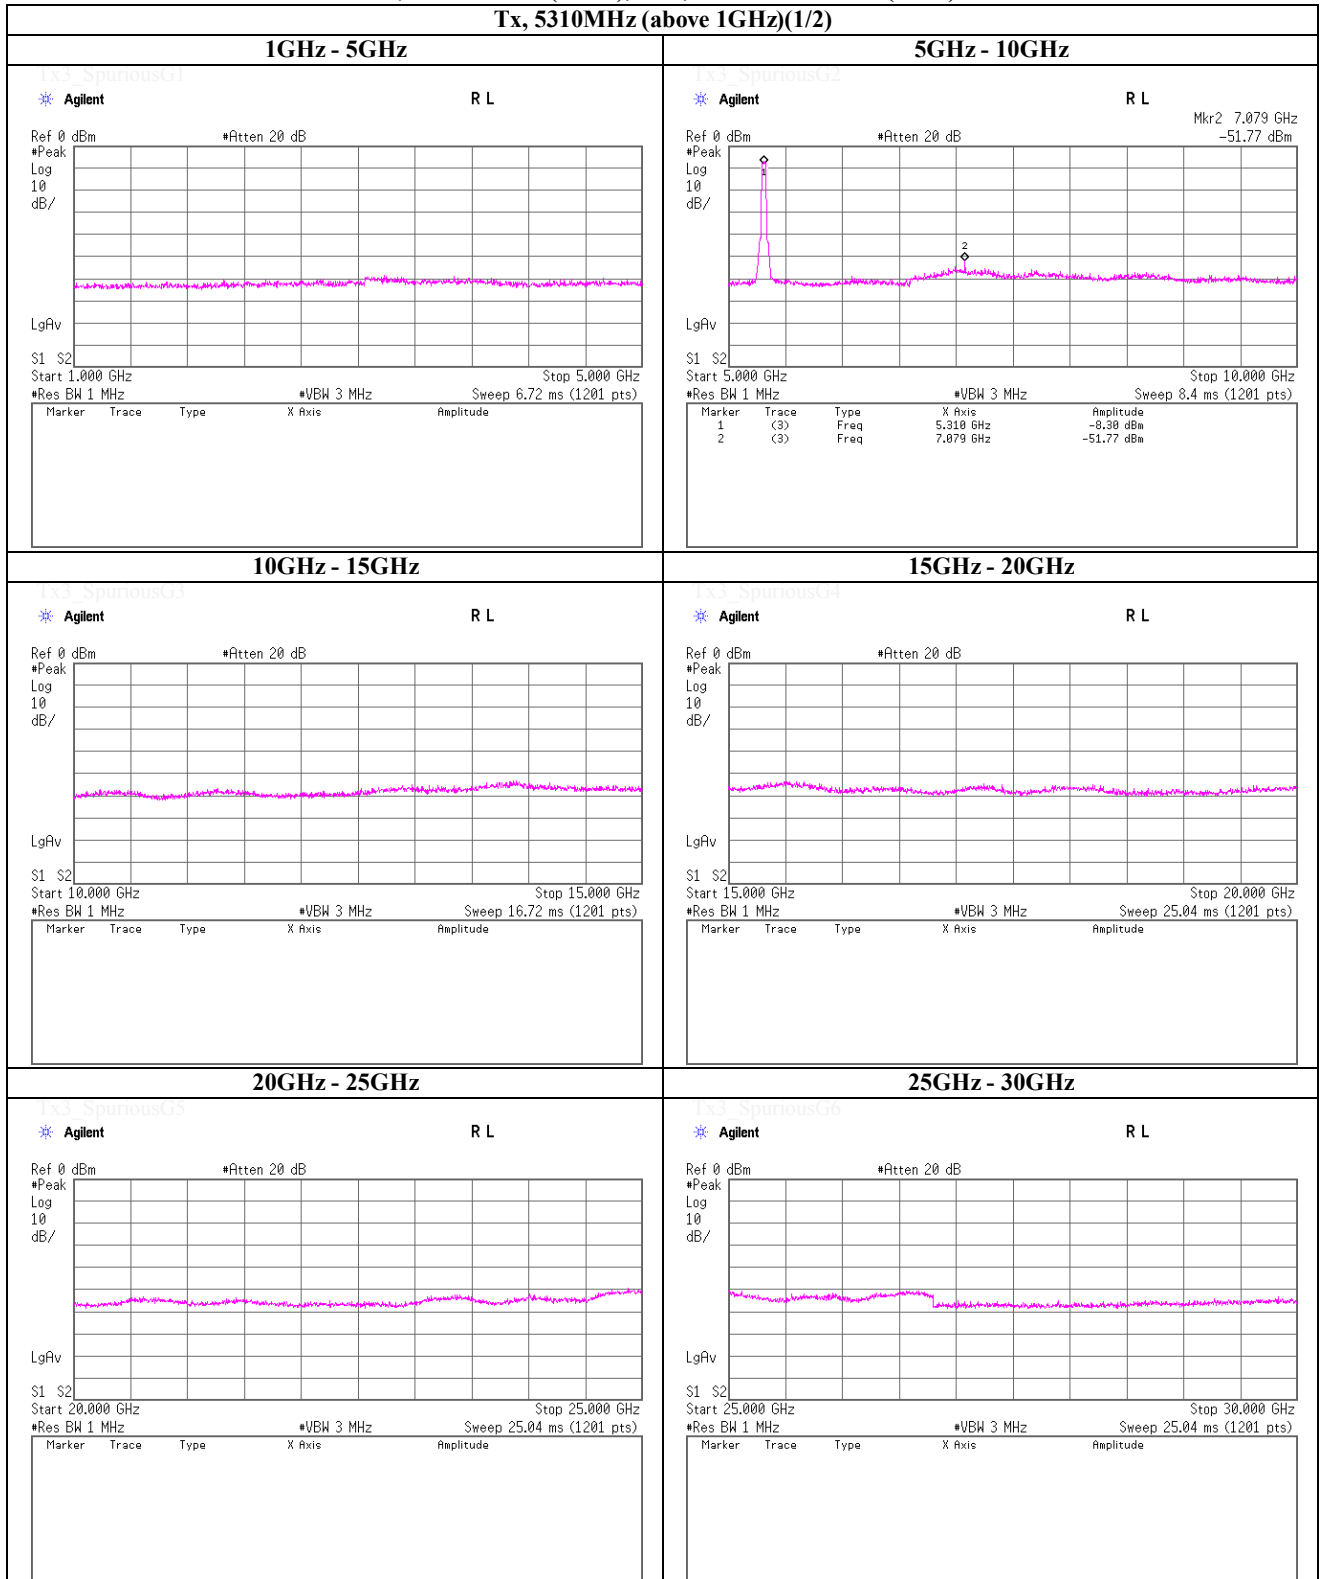 Tx, 5310MHz (above 1GHz)(1/2)
1GHz - 5GHz
5GHz - 10GHz
Tx3_SpuriousG1
Agilent
R L
Ref 0 dBm
#Atten 20 dB
#Peak
Log
10
dB/
LgAv
S1 S2
Start 1.000 GHz
Stop 5.000 GHz
#Res BW 1 MHz
#VBW 3 MHz
Sweep 6.72 ms (1201 pts)
Marker Trace Type X Axis Amplitude
Tx3_SpuriousG2
Agilent
R L
Mkr2 7.079 GHz
Ref 0 dBm
#Atten 20 dB
-51.77 dBm
#Peak
Log
10
dB/
1
2
LgAv
S1 S2
Start 5.000 GHz
Stop 10.000 GHz
#Res BW 1 MHz
#VBW 3 MHz
Sweep 8.4 ms (1201 pts)
Marker Trace Type X Axis Amplitude
1 (3) Freq 5.310 GHz -8.30 dBm
2 (3) Freq 7.079 GHz -51.77 dBm
10GHz - 15GHz
15GHz - 20GHz
Tx3_SpuriousG3
Agilent
R L
Ref 0 dBm
#Atten 20 dB
#Peak
Log
10
dB/
LgAv
S1 S2
Start 10.000 GHz
Stop 15.000 GHz
#Res BW 1 MHz
#VBW 3 MHz
Sweep 16.72 ms (1201 pts)
Marker Trace Type X Axis Amplitude
Tx3_SpuriousG4
Agilent
R L
Ref 0 dBm
#Atten 20 dB
#Peak
Log
10
dB/
LgAv
S1 S2
Start 15.000 GHz
Stop 20.000 GHz
#Res BW 1 MHz
#VBW 3 MHz
Sweep 25.04 ms (1201 pts)
Marker Trace Type X Axis Amplitude
20GHz - 25GHz
25GHz - 30GHz
Tx3_SpuriousG5
Agilent
R L
Ref 0 dBm
#Atten 20 dB
#Peak
Log
10
dB/
LgAv
S1 S2
Start 20.000 GHz
Stop 25.000 GHz
#Res BW 1 MHz
#VBW 3 MHz
Sweep 25.04 ms (1201 pts)
Marker Trace Type X Axis Amplitude
Tx3_SpuriousG6
Agilent
R L
Ref 0 dBm
#Atten 20 dB
#Peak
Log
10
dB/
LgAv
S1 S2
Start 25.000 GHz
Stop 30.000 GHz
#Res BW 1 MHz
#VBW 3 MHz
Sweep 25.04 ms (1201 pts)
Marker Trace Type X Axis Amplitude